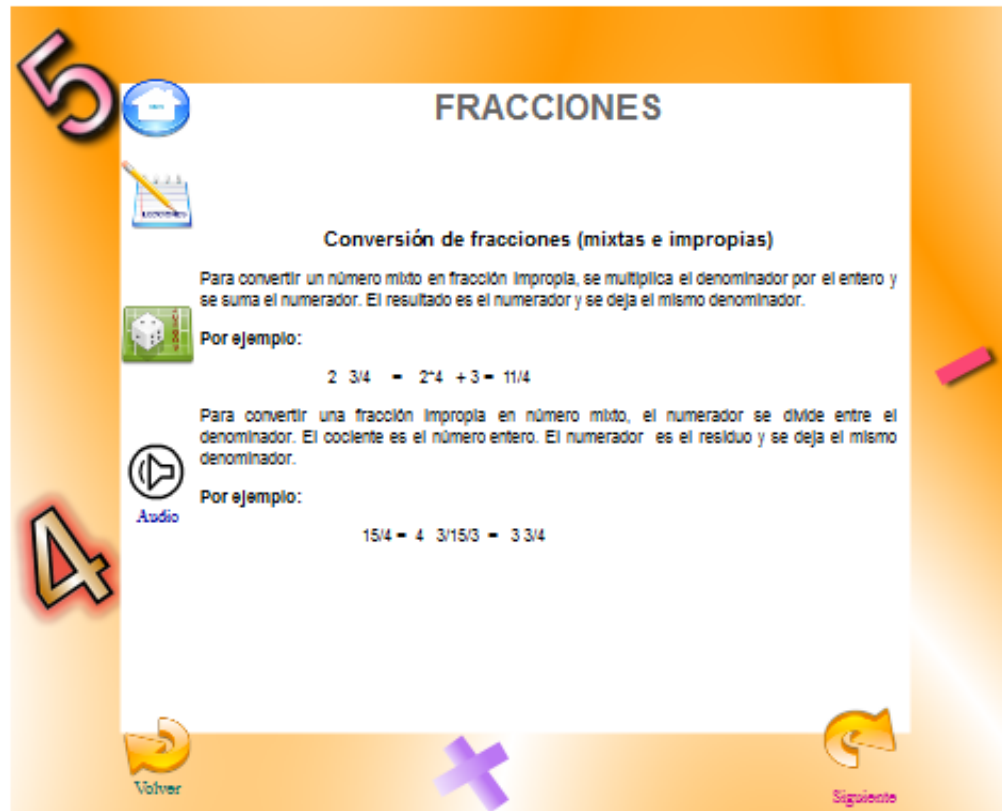 5
FRACCIONES
LECCIONES
Conversión de fracciones (mixtas e impropias)
Para convertir un número mixto en fracción impropia, se multiplica el denominador por el entero y
se suma el numerador. El resultado es el numerador y se deja el mismo denominador.
JUEGOS
Por ejemplo:
2 3/4 = 2*4 + 3 = 11/4
Para convertir una fracción impropia en número mixto, el numerador se divide entre el
denominador. El cociente es el número entero. El numerador es el residuo y se deja el mismo
denominador.
Audio
Por ejemplo:
15/4 = 4 3/15/3 = 3 3/4
4
Volver
Siguiente